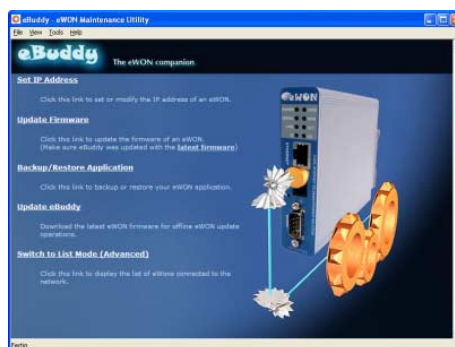 eBuddy - eWON Maintenance Utility
File View Tools Help
eBuddy
The eWON companion
Set IP Address
Click this link to set or modify the IP address of an eWON.
Update Firmware
Click this link to update the firmware of an eWON.
(Make sure eBuddy was updated with the latest firmware)
Backup/Restore Application
Click this link to backup or restore your eWON application.
Update eBuddy
Download the latest eWON firmware for offline eWON update
operations.
Switch to List Mode (Advanced)
Click this link to display the list of eWons connected to the
network.
eWON
Fertig